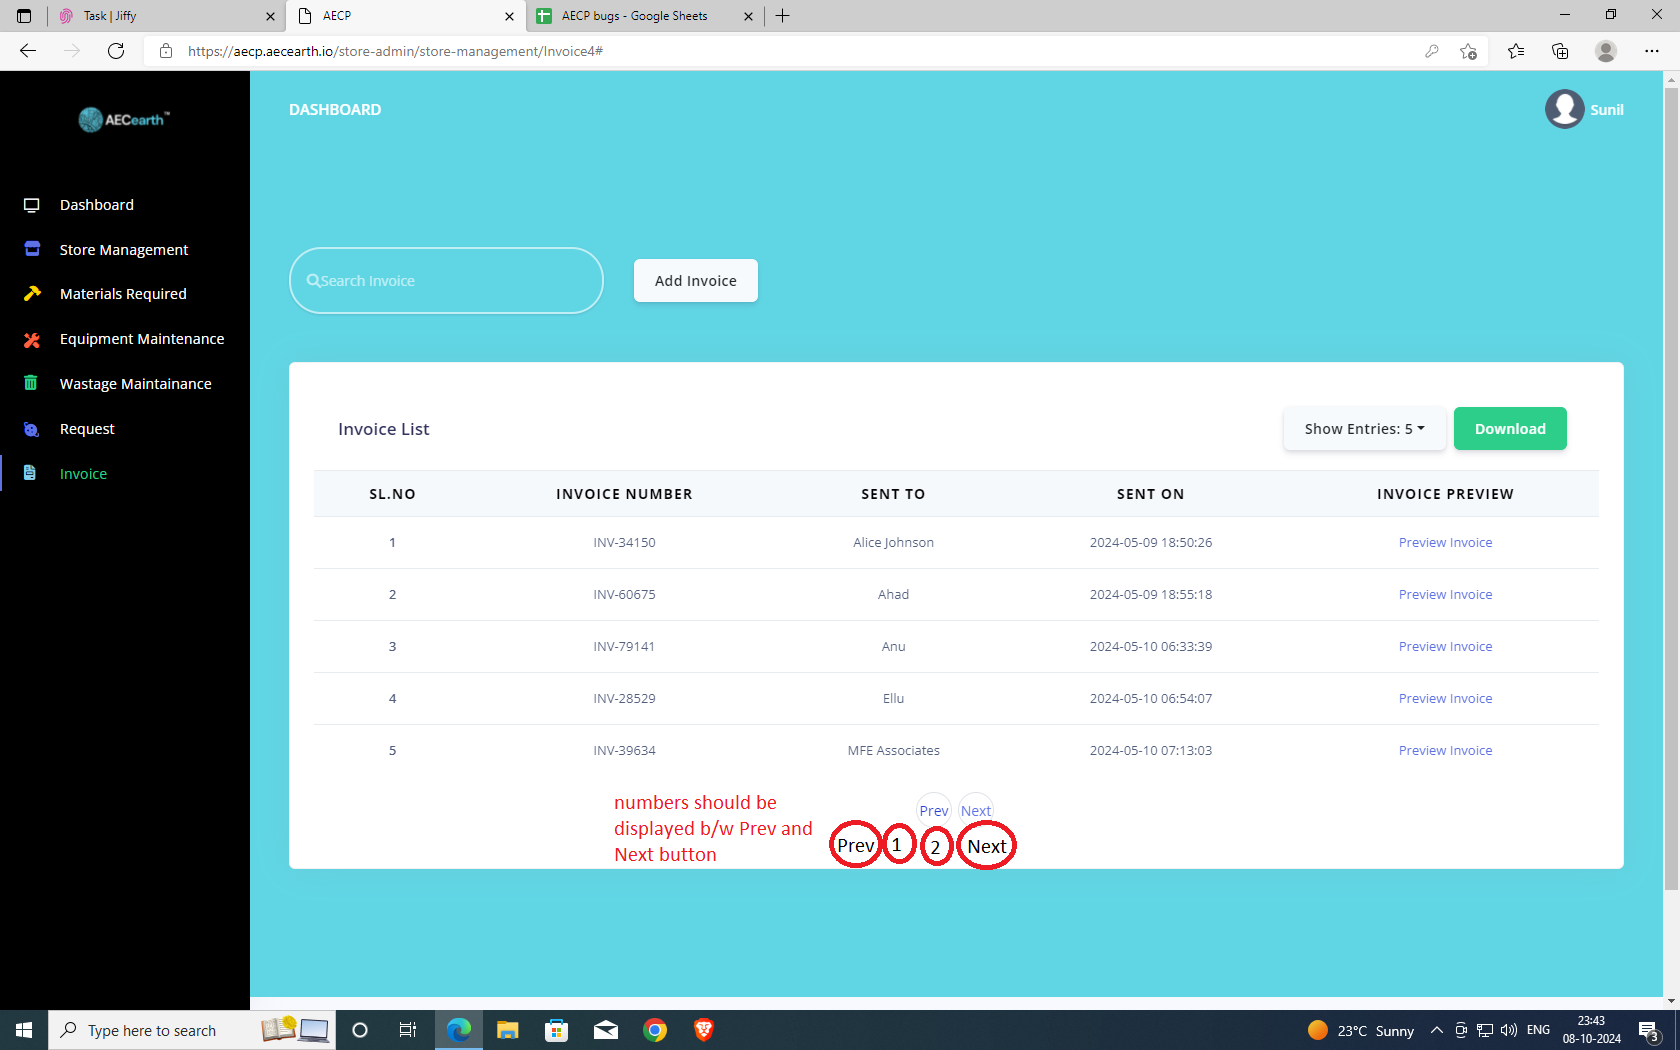 Task | Jiffy
AECP
AECP bugs - Google Sheets
https://aecp.aecearth.io/store-admin/store-management/Invoice4#
AECearth™
DASHBOARD
Sunil
Dashboard
Store Management
Materials Required
Equipment Maintenance
Wastage Maintainance
Request
Invoice
Search Invoice
Add Invoice
Invoice List
Show Entries: 5
Download
SL.NO INVOICE NUMBER SENT TO SENT ON INVOICE PREVIEW
1 INV-34150 Alice Johnson 2024-05-09 18:50:26 Preview Invoice
2 INV-60675 Ahad 2024-05-09 18:55:18 Preview Invoice
3 INV-79141 Anu 2024-05-10 06:33:39 Preview Invoice
4 INV-28529 Ellu 2024-05-10 06:54:07 Preview Invoice
5 INV-39634 MFE Associates 2024-05-10 07:13:03 Preview Invoice
Prev Next
numbers should be
displayed b/w Prev and
Next button
Prev 1 2 Next
Type here to search
23°C Sunny
ENG
23:43
08-10-2024
3